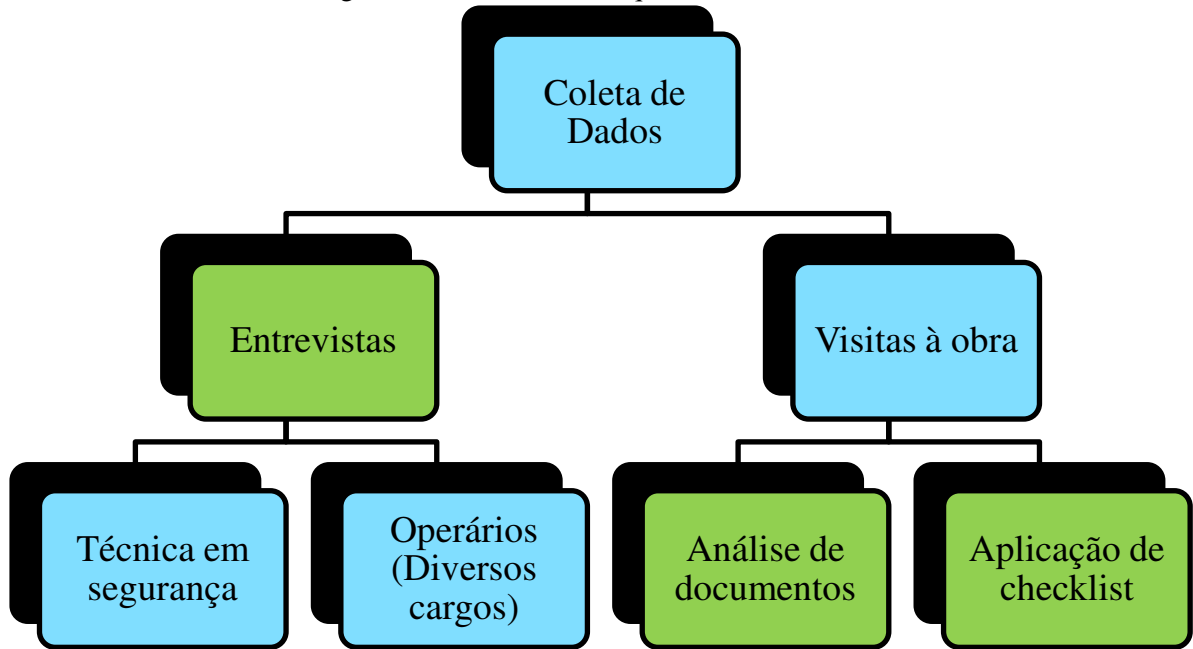 Coleta de
Dados
Entrevistas
Visitas à obra
Técnica em
segurança
Operários
(Diversos
cargos)
Análise de
documentos
Aplicação de
checklist